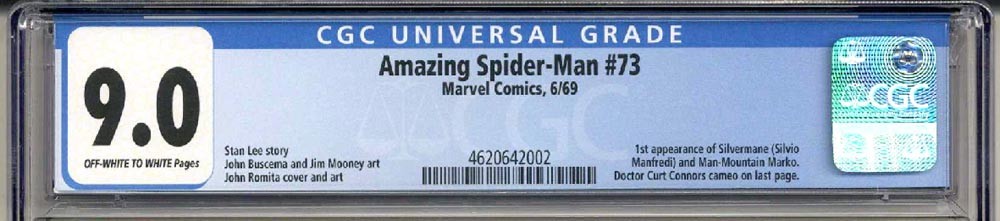 CGC UNIVERSAL GRADE
9.0
OFF-WHITE TO WHITE Pages
Amazing Spider-Man #73
Marvel Comics, 6/69
Stan Lee story
John Buscema and Jim Mooney art
John Romita cover and art
4620642002
1st appearance of Silvermane (Silvio
Manfredi) and Man-Mountain Marko.
Doctor Curt Connors cameo on last page.
CGC
CGC